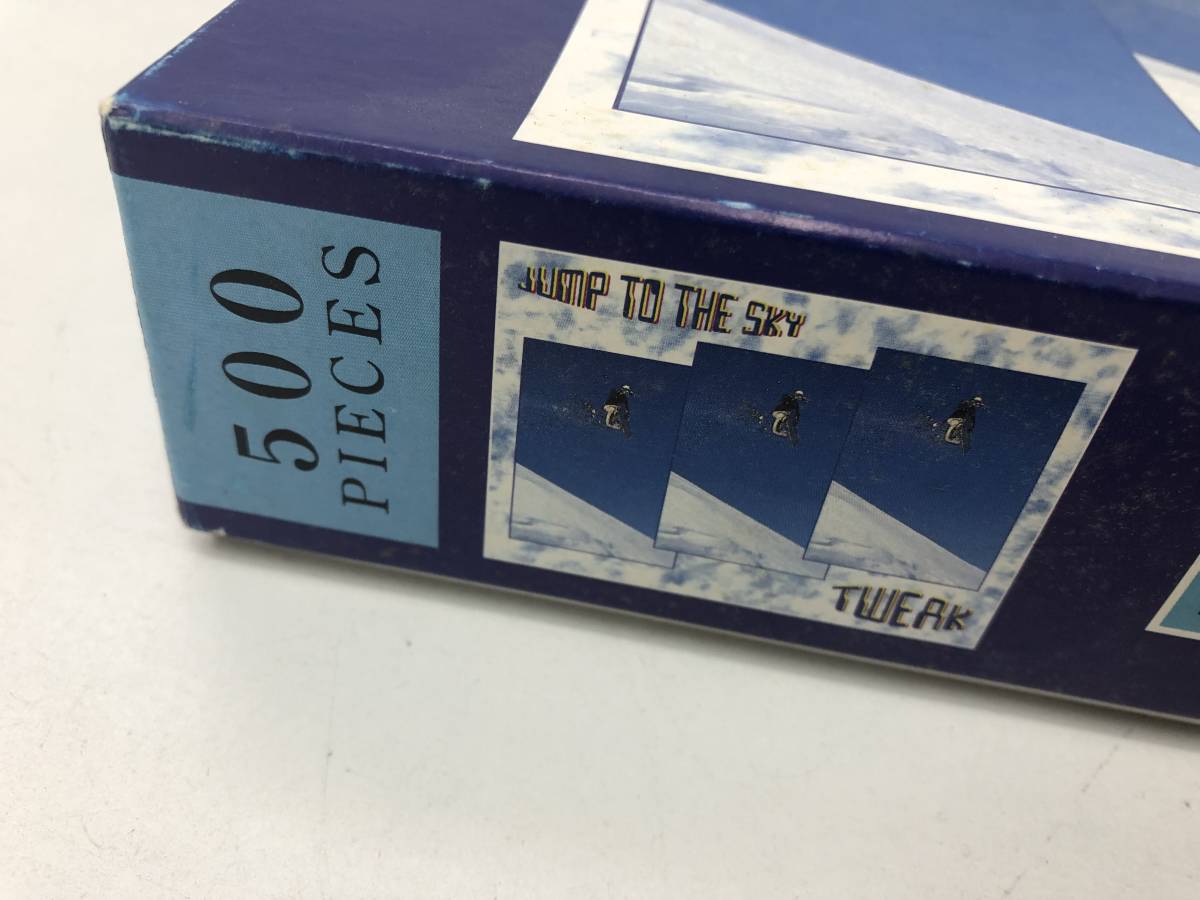 500
PIECES
JUMP TO THE SKY
TWEAK